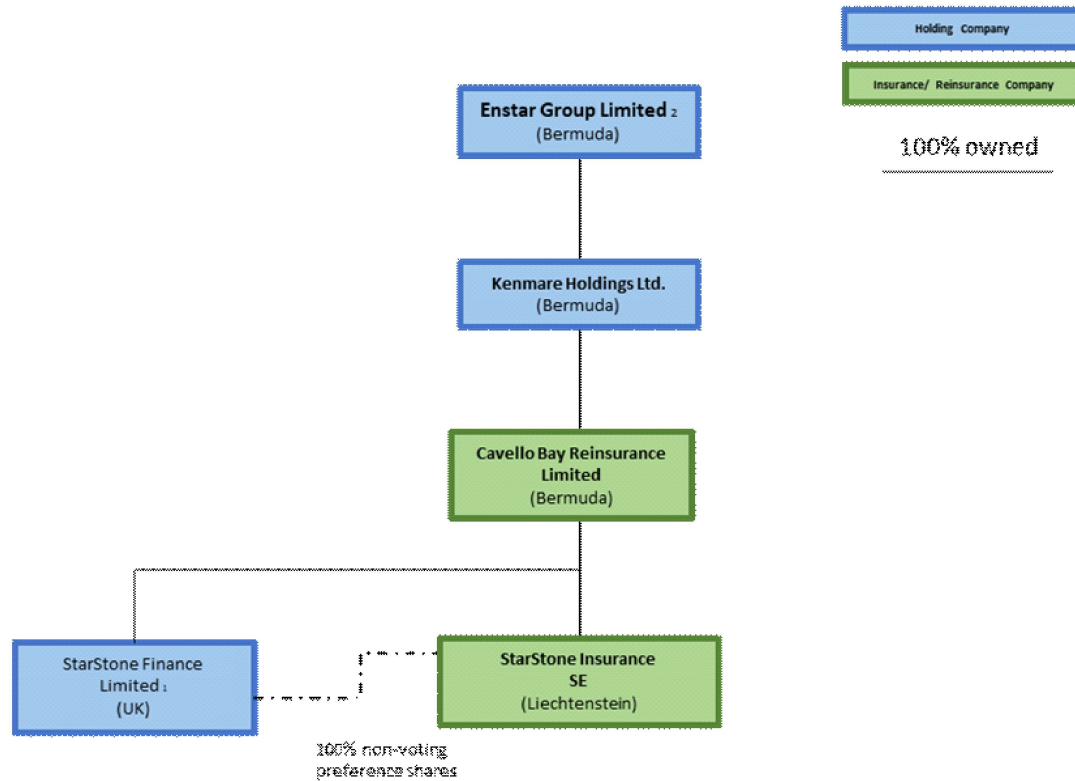 Holding Company
Insurance/ Reinsurance Company
100% owned
Enstar Group Limited 2
(Bermuda)
Kenmare Holdings Ltd.
(Bermuda)
Cavello Bay Reinsurance
Limited
(Bermuda)
StarStone Finance
Limited 1
(UK)
StarStone Insurance
SE
(Liechtenstein)
100% non-voting
preference shares